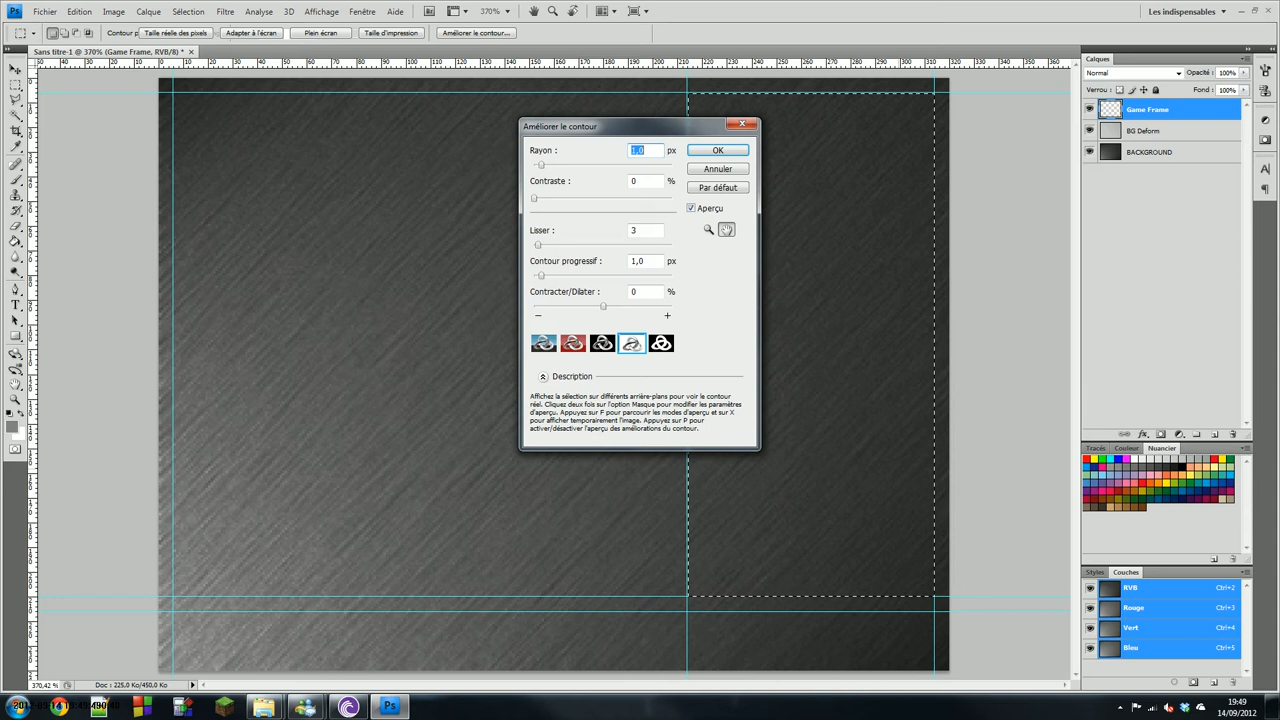 Ps Fichier Edition Image Calque Sélection Filtre Analyse 3D Affichage Fenêtre Aide Br 370% Les indispensables
Contour p Taille réelle des pixels Adapter à l'écran Plein écran Taille d'impression Améliorer le contour...
Sans titre-1 @ 370% (Game Frame, RVB/8) *
Améliorer le contour
Rayon : 1,0 px
OK
Contraste : 0 %
Annuler
Par défaut
Aperçu
Lisser : 3
Contour progressif : 1,0 px
Contracter/Dilater : 0 %
Description
Affichez la sélection sur différents arrière-plans pour voir le contour
réel. Cliquez deux fois sur l'option Masque pour modifier les paramètres
d'aperçu. Appuyez sur F pour parcourir les modes d'aperçu et sur X
pour afficher temporairement l'image. Appuyez sur P pour
activer/désactiver l'aperçu des améliorations du contour.
Calques
Normal Opacité : 100%
Verrou : Fond : 100%
Game Frame
BG Deform
BACKGROUND
Tracés Couleur Nuancier
Styles Couches
RVB Ctrl+2
Rouge Ctrl+3
Vert Ctrl+4
Bleu Ctrl+5
370,42 % Doc : 225,0 Ko/450,0 Ko
Ps
19:49
14/09/2012